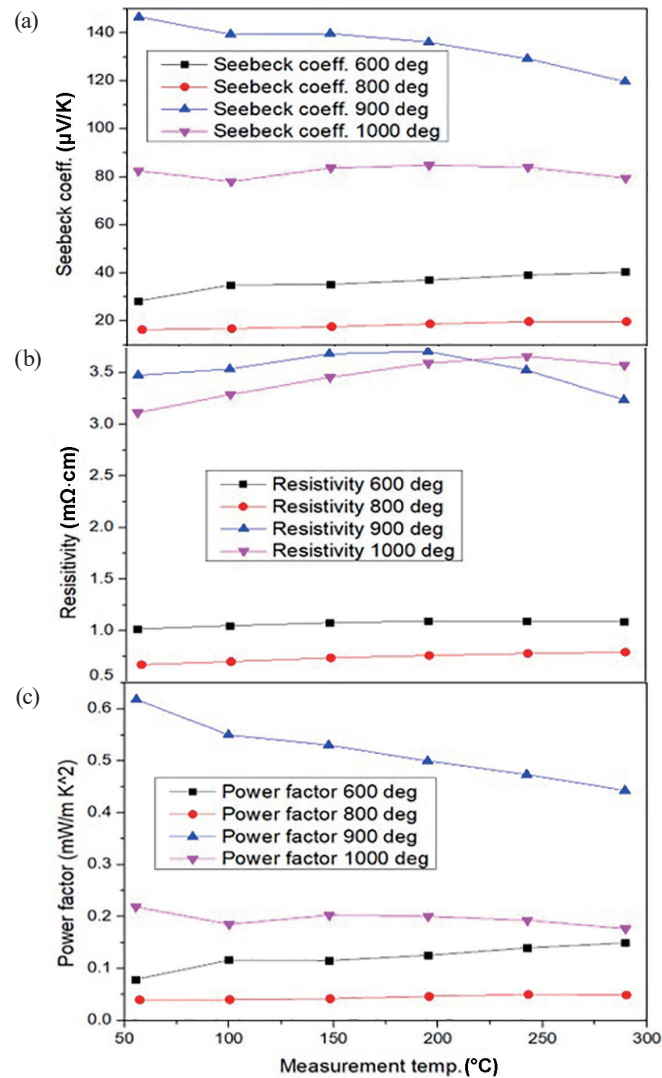 (a)
140
120
100
80
60
40
20
Seebeck coeff. (µV/K)
Seebeck coeff. 600 deg
Seebeck coeff. 800 deg
Seebeck coeff. 900 deg
Seebeck coeff. 1000 deg
(b)
3.5
3.0
2.5
2.0
1.5
1.0
0.5
Resisitivity (mΩ·cm)
Resistivity 600 deg
Resistivity 800 deg
Resistivity 900 deg
Resistivity 1000 deg
(c)
0.6
0.5
0.4
0.3
0.2
0.1
0.0
Power factor (mW/m K^2)
Power factor 600 deg
Power factor 800 deg
Power factor 900 deg
Power factor 1000 deg
50 100 150 200 250 300
Measurement temp. (°C)